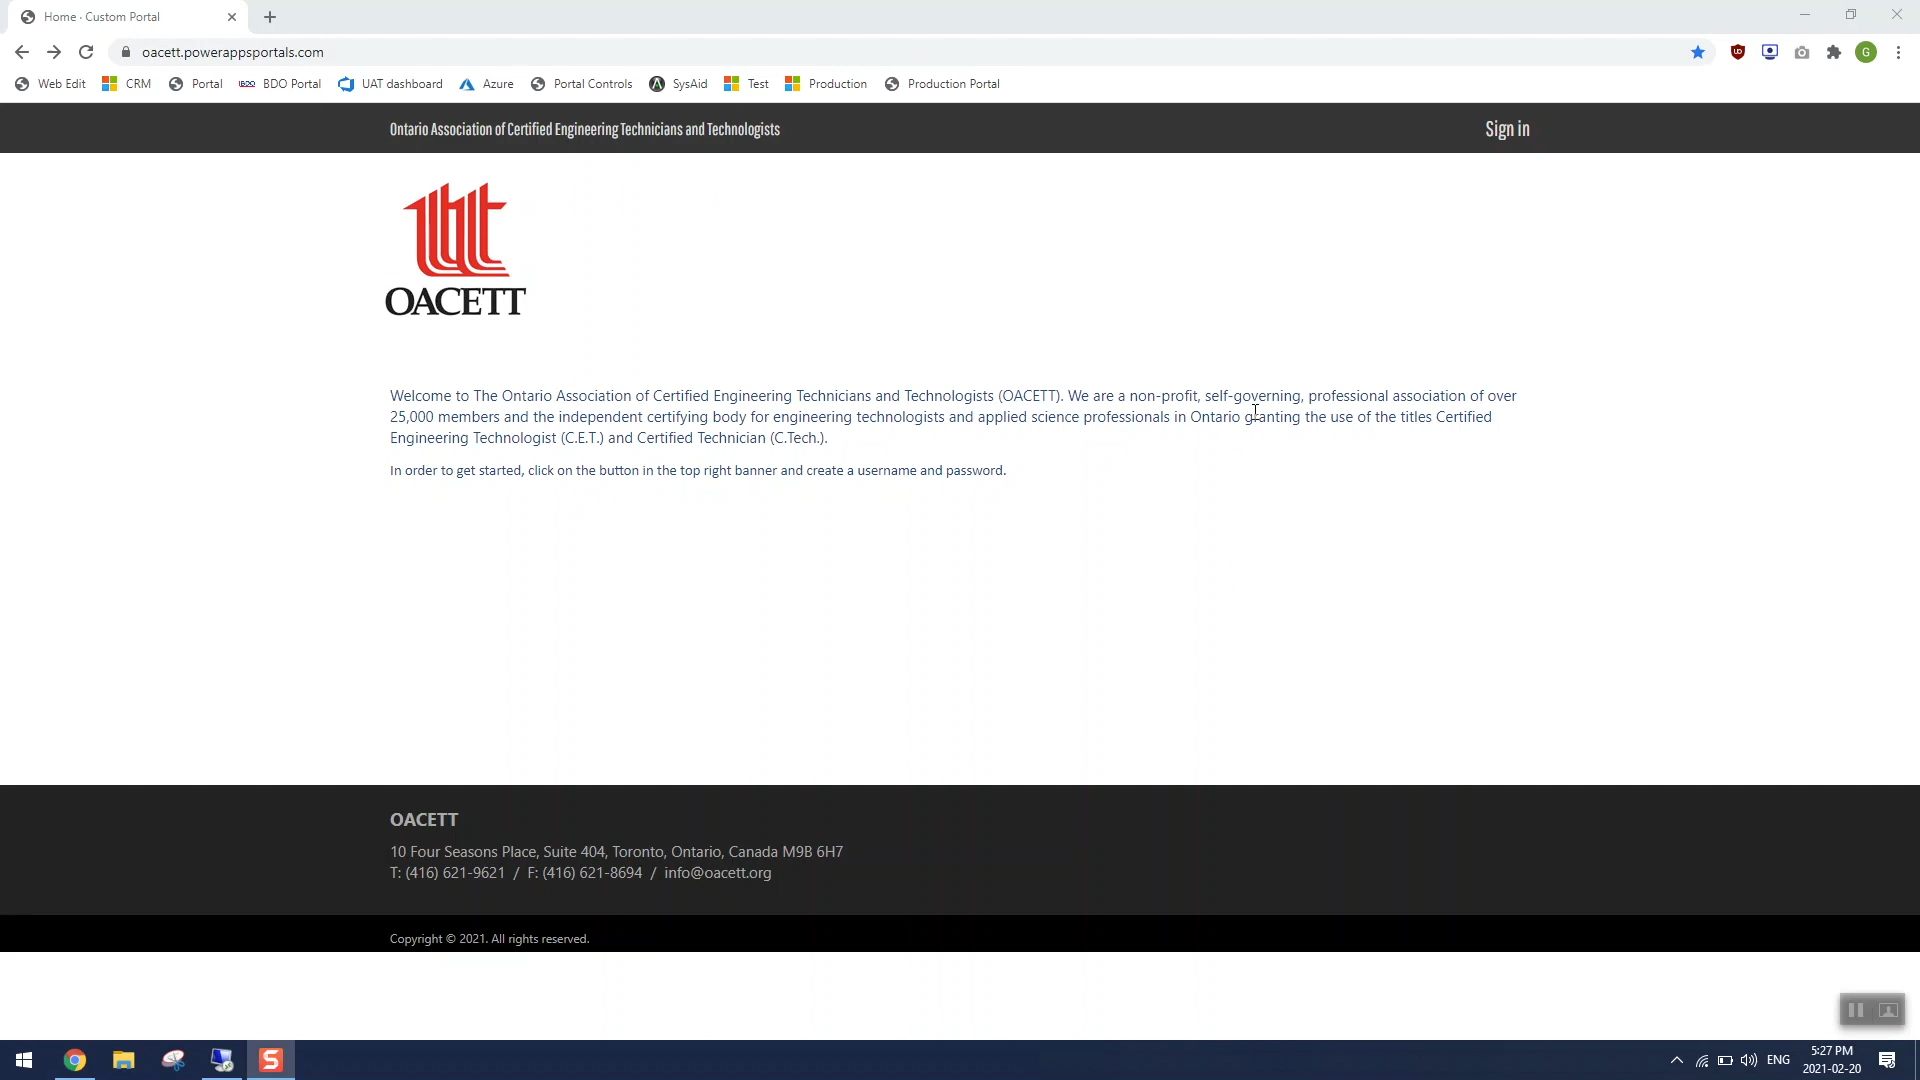 Home · Custom Portal
oacett.powerappsportals.com
G
Web Edit CRM Portal BDO BDO Portal UAT dashboard Azure Portal Controls SysAid Test Production Production Portal
Ontario Association of Certified Engineering Technicians and Technologists
Sign in
OACETT
Welcome to The Ontario Association of Certified Engineering Technicians and Technologists (OACETT). We are a non-profit, self-governing, professional association of over
25,000 members and the independent certifying body for engineering technologists and applied science professionals in Ontario granting the use of the titles Certified
Engineering Technologist (C.E.T.) and Certified Technician (C.Tech.).
In order to get started, click on the button in the top right banner and create a username and password.
OACETT
10 Four Seasons Place, Suite 404, Toronto, Ontario, Canada M9B 6H7
T: (416) 621-9621 / F: (416) 621-8694 / info@oacett.org
Copyright © 2021. All rights reserved.
S
ENG
5:27 PM
2021-02-20